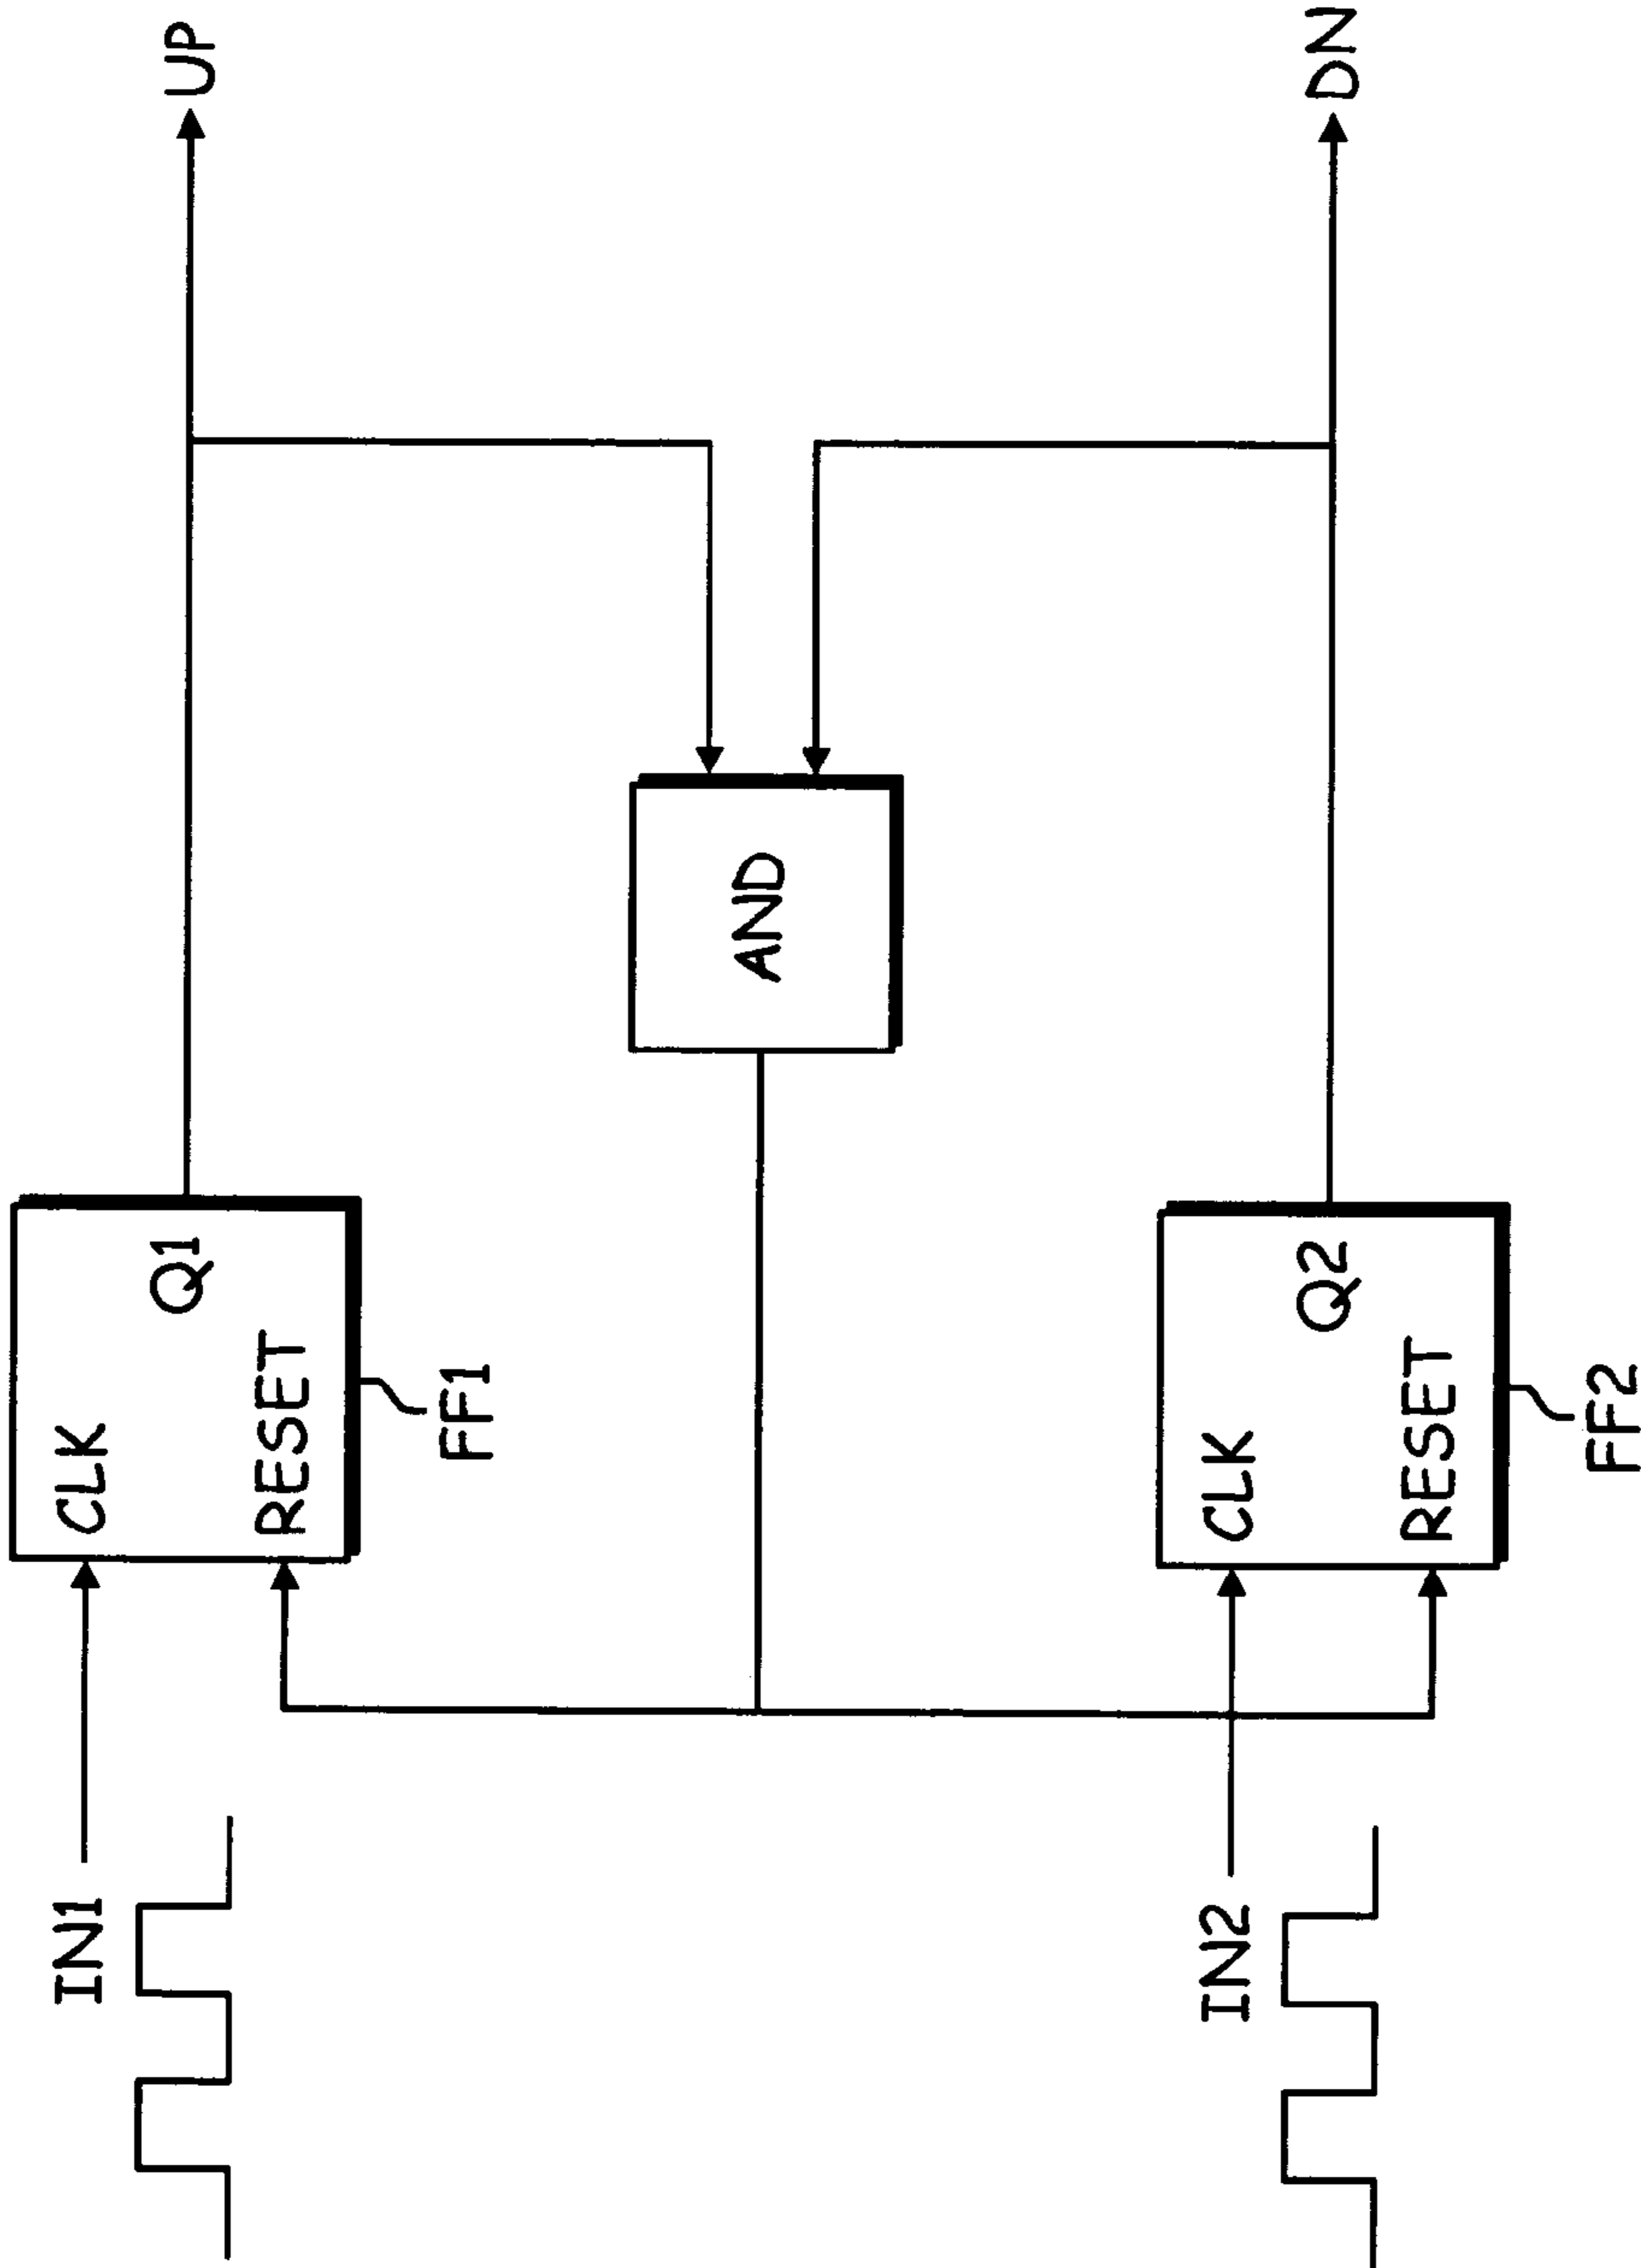 IN1
CLK
Q1
RESET
FF1
UP
AND
IN2
CLK
Q2
RESET
FF2
DN